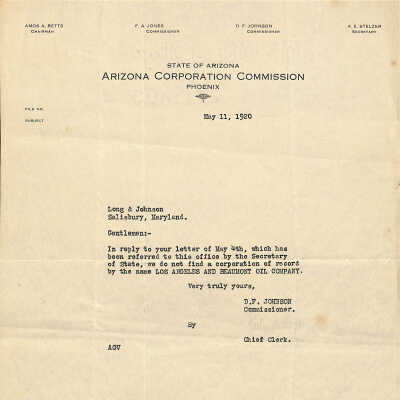 AMOS A. BETTS F. A. JONES D. F. JOHNSON A. E. STELZER
CHAIRMAN COMMISSIONER COMMISSIONER SECRETARY
STATE OF ARIZONA
ARIZONA CORPORATION COMMISSION
PHOENIX
FILE NO.
SUBJECT
May 11, 1920
Long & Johnson
Salisbury, Maryland.
Gentlemen:-
In reply to your letter of May 4th, which has
been referred to this office by the Secretary
of State, we do not find a corporation of record
by the name LOS ANGELES AND BEAUMONT OIL COMPANY.
Very truly yours,
D.F. JOHNSON
Commissioner.
By
Chief Clerk.
AGV